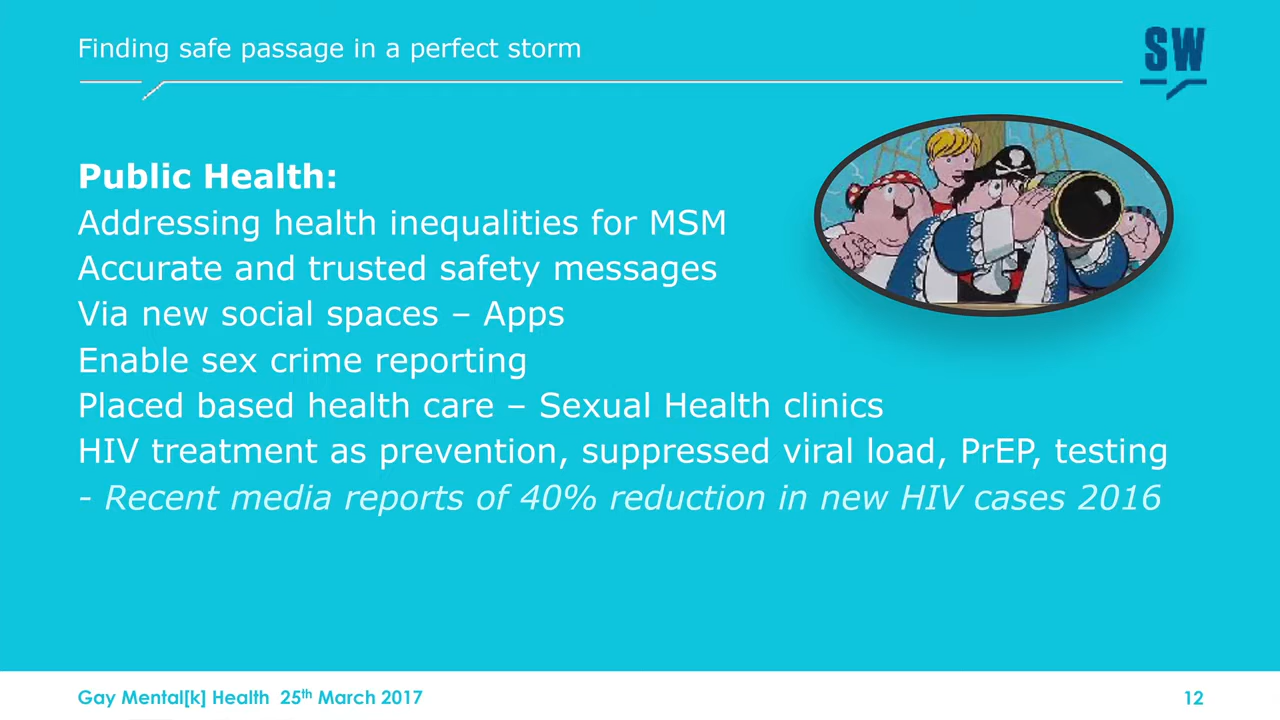 Finding safe passage in a perfect storm
SW
Public Health:
Addressing health inequalities for MSM
Accurate and trusted safety messages
Via new social spaces – Apps
Enable sex crime reporting
Placed based health care – Sexual Health clinics
HIV treatment as prevention, suppressed viral load, PrEP, testing
- Recent media reports of 40% reduction in new HIV cases 2016
Gay Mental[k] Health 25th March 2017
12